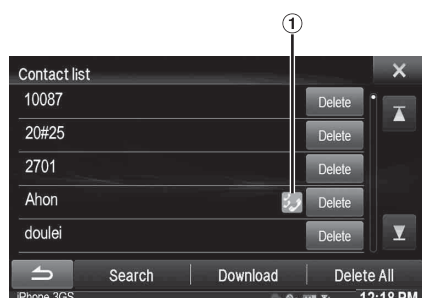 1
Contact list
10087 Delete
20#25 Delete
2701 Delete
Ahon Delete
doulei Delete
Search Download Delete All
iPhone 3GS 12:18 PM